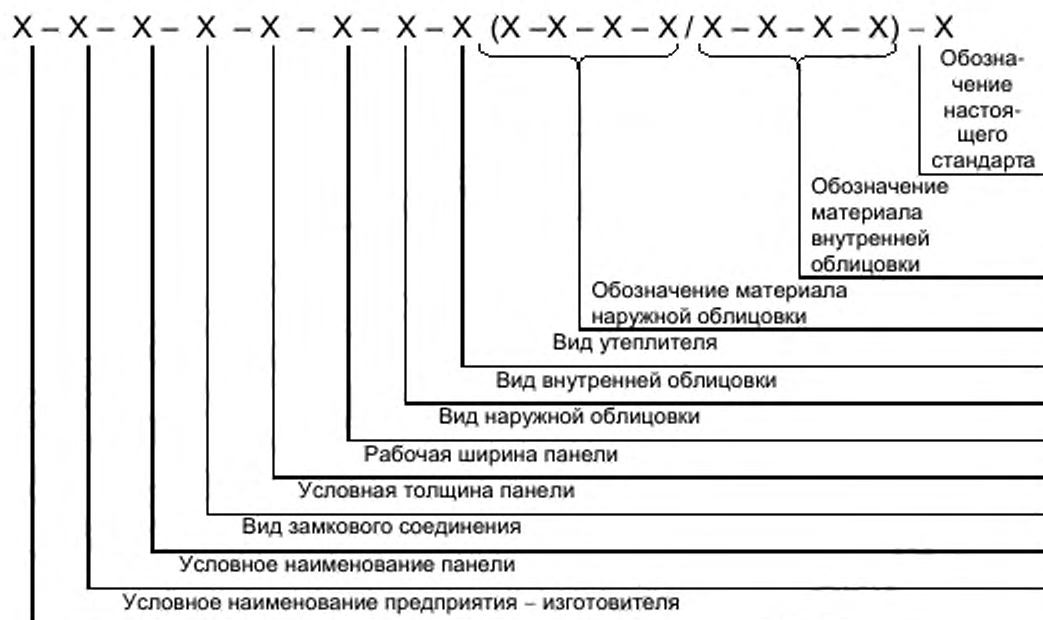 X – X – X – X – X – X – X – X (X –X – X – X / X – X – X – X) – X
Обозна-
чение
настоя-
щего
стандарта
Обозначение
материала
внутренней
облицовки
Обозначение материала
наружной облицовки
Вид утеплителя
Вид внутренней облицовки
Вид наружной облицовки
Рабочая ширина панели
Условная толщина панели
Вид замкового соединения
Условное наименование панели
Условное наименование предприятия – изготовителя